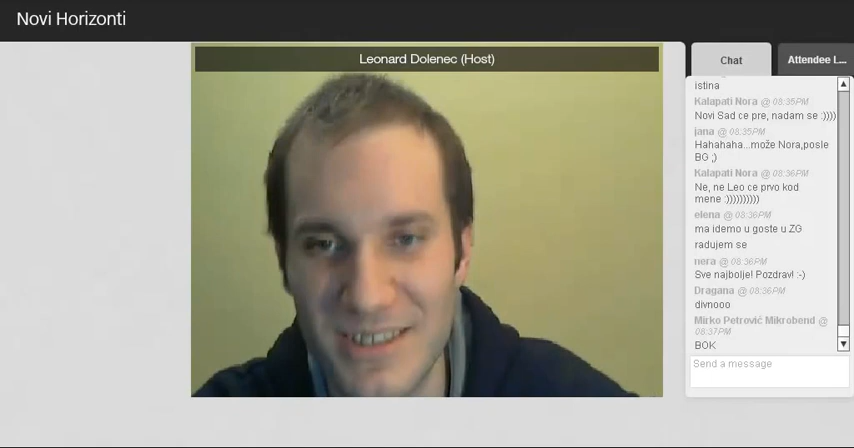 Novi Horizonti
Leonard Dolenec (Host)
Chat
Attendee L...
istina
Kalapati Nora @ 08:35PM
Novi Sad ce pre, nadam se :))))
jana @ 08:35PM
Hahahaha...može Nora,posle
BG ;)
Kalapati Nora @ 08:36PM
Ne, ne Leo ce prvo kod
mene :))))))))))
elena @ 08:36PM
ma idemo u goste u ZG
radujem se
nera @ 08:36PM
Sve najbolje! Pozdrav! :-)
Dragana @ 08:36PM
divnooo
Mirko Petrović Mikrobend @
08:37PM
BOK
Send a message